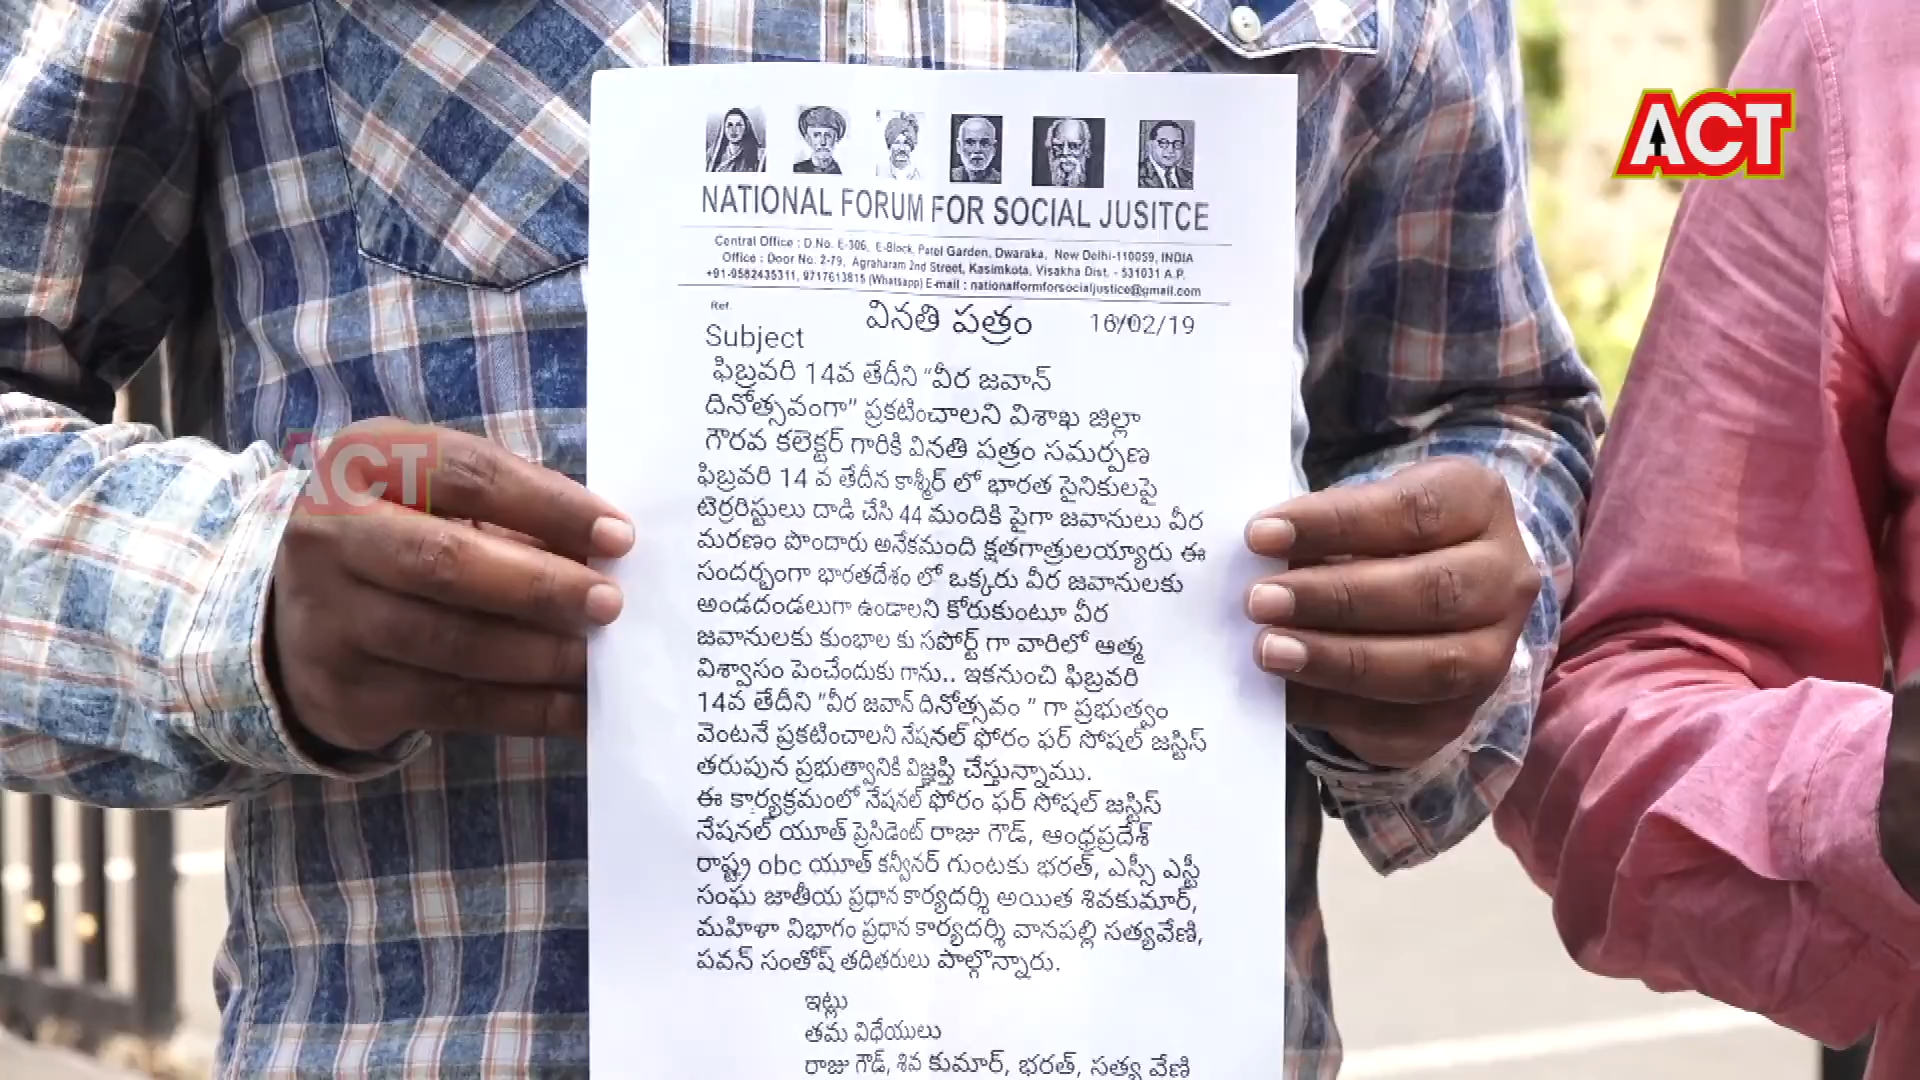 ACT
NATIONAL FORUM FOR SOCIAL JUSITCE
Central Office : D.No. E-306, E-Block, Patel Garden, Dwaraka, New Delhi-110059, INDIA
Office : Door No. 2-79, Agraharam 2nd Street, Kasimkota, Visakha Dist. - 531031 A.P.
+91-9582435311, 9717613815 (Whatsapp) E-mail : nationalformforsocialjustice@gmail.com
Ref.
వినతి పత్రం 16/02/19
Subject
ఫిబ్రవరి 14వ తేదీని "వీర జవాన్
దినోత్సవంగా" ప్రకటించాలని విశాఖ జిల్లా
గౌరవ కలెక్టర్ గారికి వినతి పత్రం సమర్పణ
ఫిబ్రవరి 14 వ తేదీన కాశ్మీర్ లో భారత సైనికులపై
టెర్రరిస్టులు దాడి చేసి 44 మందికి పైగా జవానులు వీర
మరణం పొందారు అనేకమంది క్షతగాత్రులయ్యారు ఈ
సందర్భంగా భారతదేశం లో ఒక్కరు వీర జవానులకు
అండదండలుగా ఉండాలని కోరుకుంటూ వీర
జవానులకు కుంభాల కు సపోర్ట్ గా వారిలో ఆత్మ
విశ్వాసం పెంచేందుకు గాను.. ఇకనుంచి ఫిబ్రవరి
14వ తేదీని "వీర జవాన్ దినోత్సవం " గా ప్రభుత్వం
వెంటనే ప్రకటించాలని నేషనల్ ఫోరం ఫర్ సోషల్ జస్టిస్
తరుపున ప్రభుత్వానికి విజ్ఞప్తి చేస్తున్నాము.
ఈ కార్యక్రమంలో నేషనల్ ఫోరం ఫర్ సోషల్ జస్టిస్
నేషనల్ యూత్ ప్రెసిడెంట్ రాజు గౌడ్, ఆంధ్రప్రదేశ్
రాష్ట్ర obc యూత్ కన్వీనర్ గుంటకు భరత్, ఎస్సీ ఎస్టీ
సంఘ జాతీయ ప్రధాన కార్యదర్శి అయిత శివకుమార్,
మహిళా విభాగం ప్రధాన కార్యదర్శి వానపల్లి సత్యవేణి,
పవన్ సంతోష్ తదితరులు పాల్గొన్నారు.
ఇట్లు
తమ విధేయులు
రాజు గౌడ్, శివ కుమార్, భరత్, సత్య వేణి
ACT